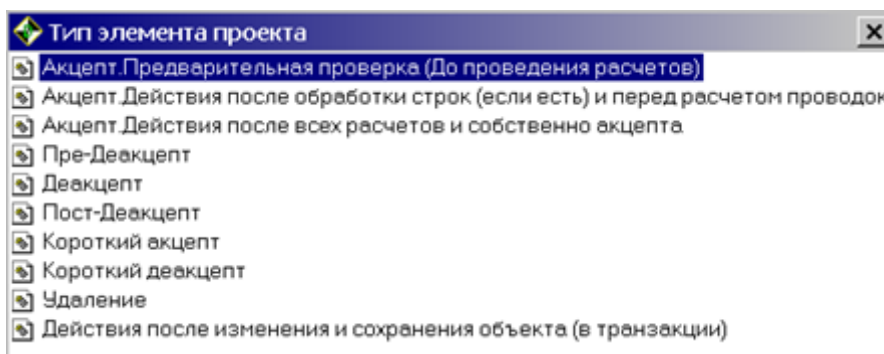 Тип элемента проекта
Акцепт.Предварительная проверка (До проведения расчетов)
Акцепт.Действия после обработки строк (если есть) и перед расчетом проводок
Акцепт.Действия после всех расчетов и собственно акцепта
Пре-Деакцепт
Деакцепт
Пост-Деакцепт
Короткий акцепт
Короткий деакцепт
Удаление
Действия после изменения и сохранения объекта (в транзакции)